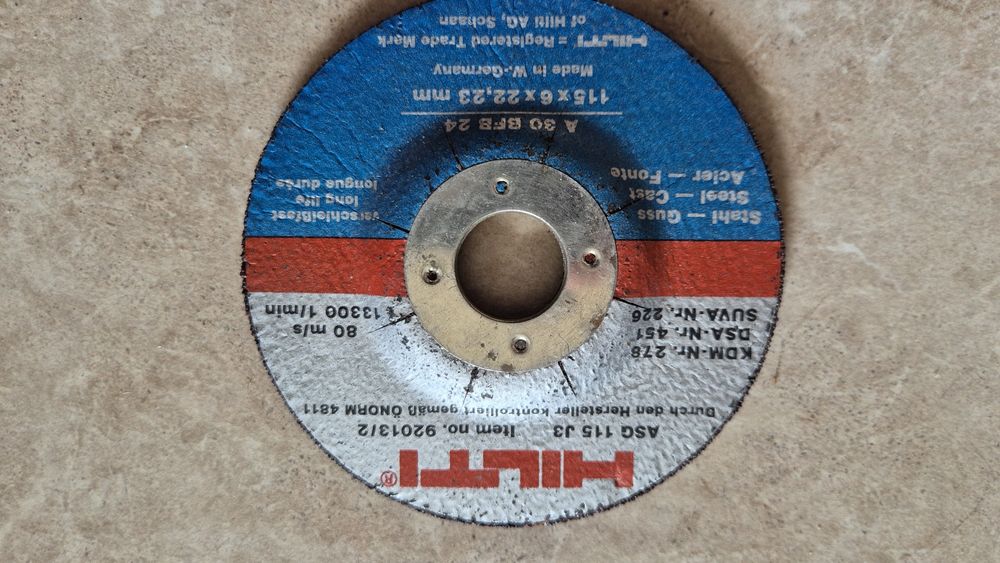 HILTI®
ASG 115 J3 Item no. 92013/2
Durch den Hersteller kontrolliert gemäß ÖNORM 4811
KDM-Nr. 276
DSA-Nr. 451
SUVA-Nr. 226
80 m/s
13300 1/min
Stahl — Guss
Steel — Cast
Acier — Fonte
verschleißfest
long life
longue durée
A 30 BFB 24
115 x 6 x 22,23 mm
Made in W.-Germany
HILTI = Registered Trade Mark
of Hilti AG, Schaan